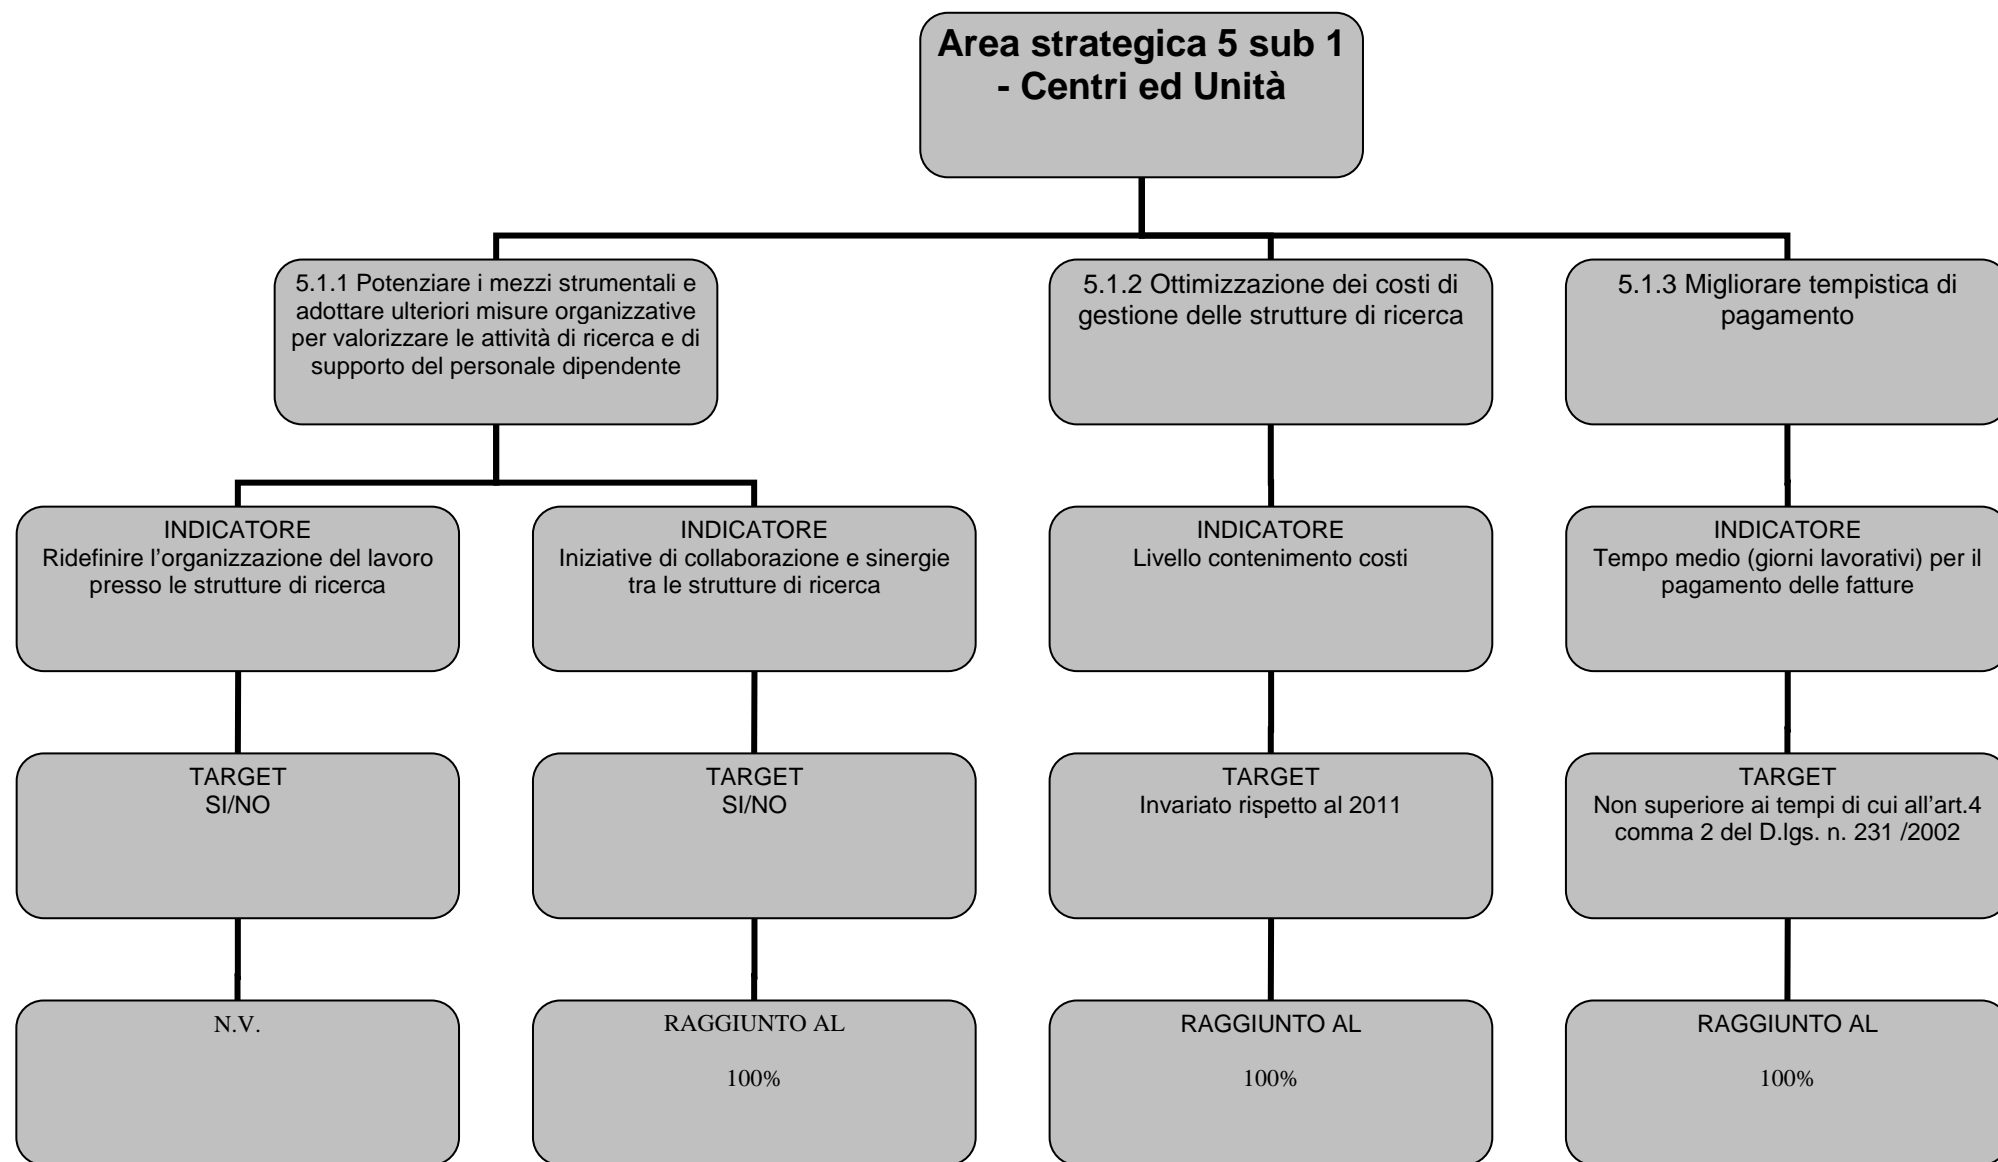 Area strategica 5 sub 1
- Centri ed Unità
5.1.1 Potenziare i mezzi strumentali e
adottare ulteriori misure organizzative
per valorizzare le attività di ricerca e di
supporto del personale dipendente
5.1.2 Ottimizzazione dei costi di
gestione delle strutture di ricerca
5.1.3 Migliorare tempistica di
pagamento
INDICATORE
Ridefinire l’organizzazione del lavoro
presso le strutture di ricerca
INDICATORE
Iniziative di collaborazione e sinergie
tra le strutture di ricerca
INDICATORE
Livello contenimento costi
INDICATORE
Tempo medio (giorni lavorativi) per il
pagamento delle fatture
TARGET
SI/NO
TARGET
SI/NO
TARGET
Invariato rispetto al 2011
TARGET
Non superiore ai tempi di cui all’art.4
comma 2 del D.lgs. n. 231 /2002
N.V.
RAGGIUNTO AL
100%
RAGGIUNTO AL
100%
RAGGIUNTO AL
100%